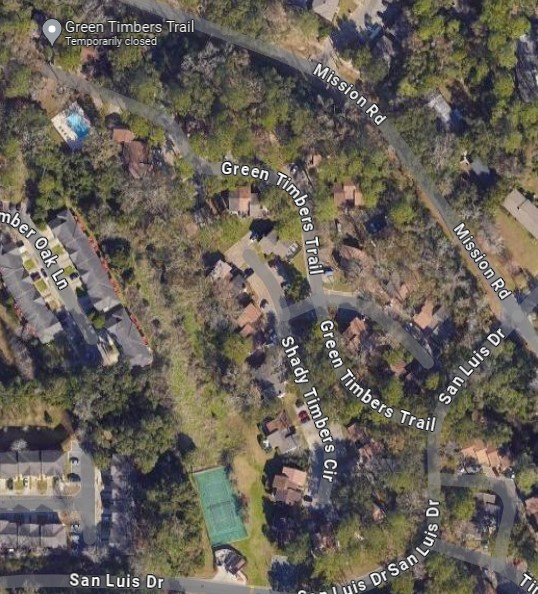 Green Timbers Trail
Temporarily closed
Mission Rd
Green Timbers Trail
mber Oak Ln
Mission Rd
San Luis Dr
Green Timbers Trail
Shady Timbers Cir
San Luis Dr
San Luis Dr
San Luis Dr
Tim